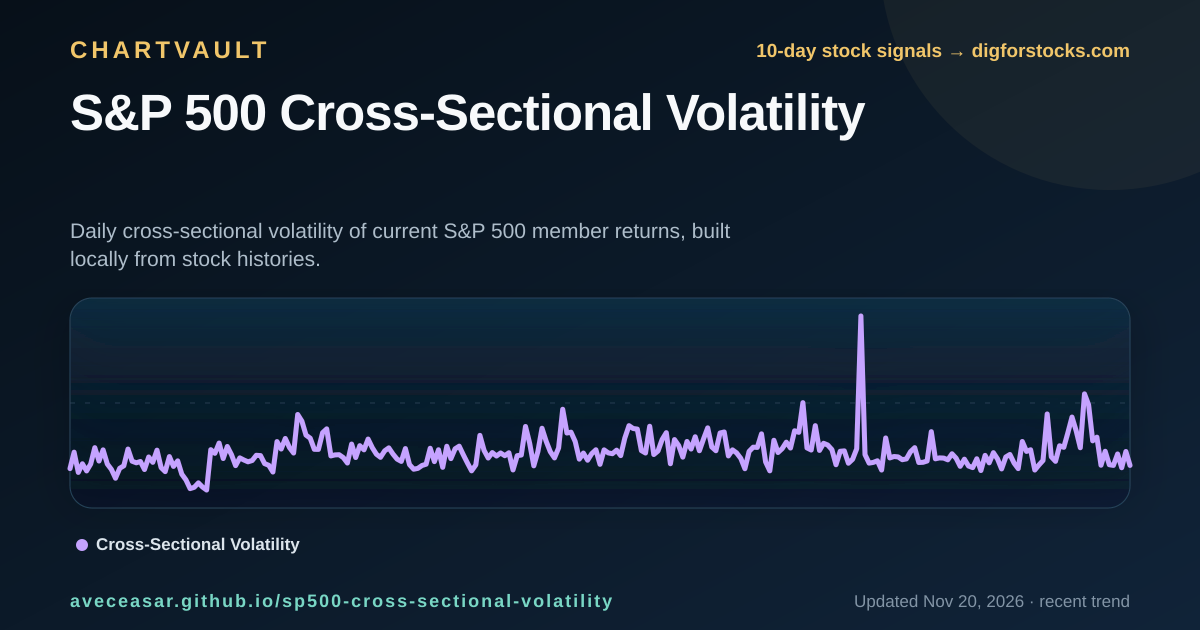 CHARTVAULT
10-day stock signals → digforstocks.com
S&P 500 Cross-Sectional Volatility
Daily cross-sectional volatility of current S&P 500 member returns, built
locally from stock histories.
Cross-Sectional Volatility
aveceasar.github.io/sp500-cross-sectional-volatility
Updated Nov 20, 2026 · recent trend